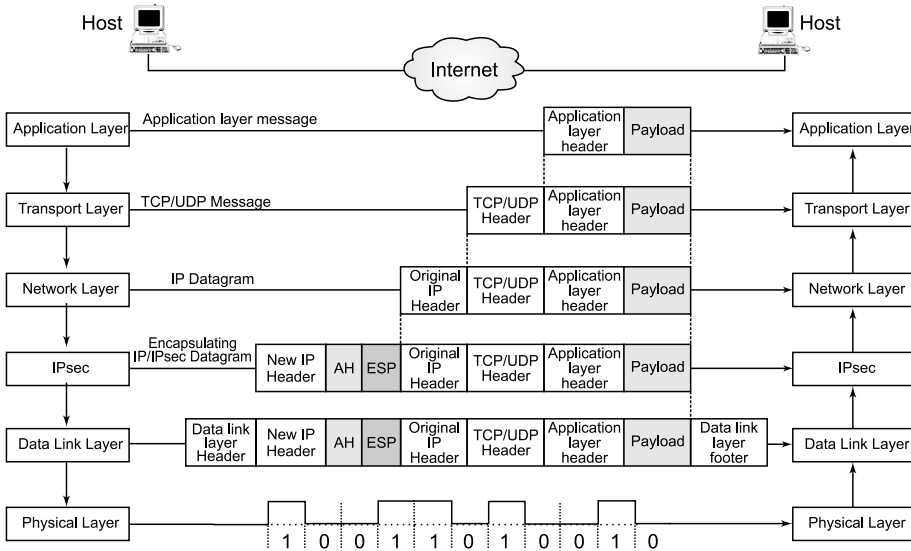 Host
Internet
Host
Application Layer
Application layer message
Application
layer
header
Payload
Application Layer
Transport Layer
TCP/UDP Message
TCP/UDP
Header
Application
layer
header
Payload
Transport Layer
Network Layer
IP Datagram
Original
IP
Header
TCP/UDP
Header
Application
layer
header
Payload
Network Layer
IPsec
Encapsulating
IP/IPsec Datagram
New IP
Header
AH
ESP
Original
IP
Header
TCP/UDP
Header
Application
layer
header
Payload
IPsec
Data Link Layer
Data link
layer
Header
New IP
Header
AH
ESP
Original
IP
Header
TCP/UDP
Header
Application
layer
header
Payload
Data link
layer
footer
Data Link Layer
Physical Layer
1 0 0 1 1 0 1 0 0 1 0
Physical Layer